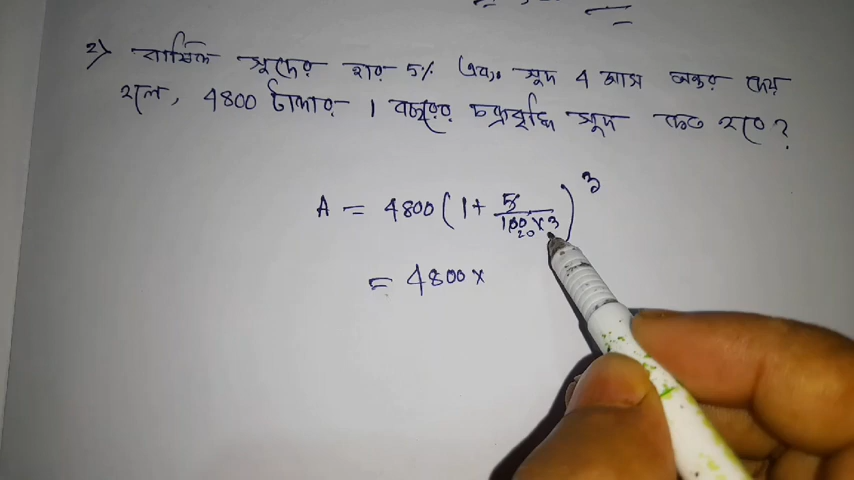 ২) বার্ষিক সুদের হার 5% এবং সুদ 4 মাস অন্তর দেয়
হলে, 4800 টাকার 1 বছরের চক্রবৃদ্ধি সুদ কত হবে?
A = 4800 (1 + 5/100×3)^3
20
= 4800 ×